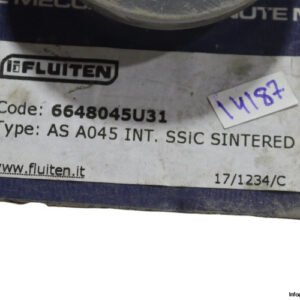 FLUITEN
14187
Code: 6648045U31
Type: AS A045 INT. SSiC SINTERED
www.fluiten.it
17/1234/C